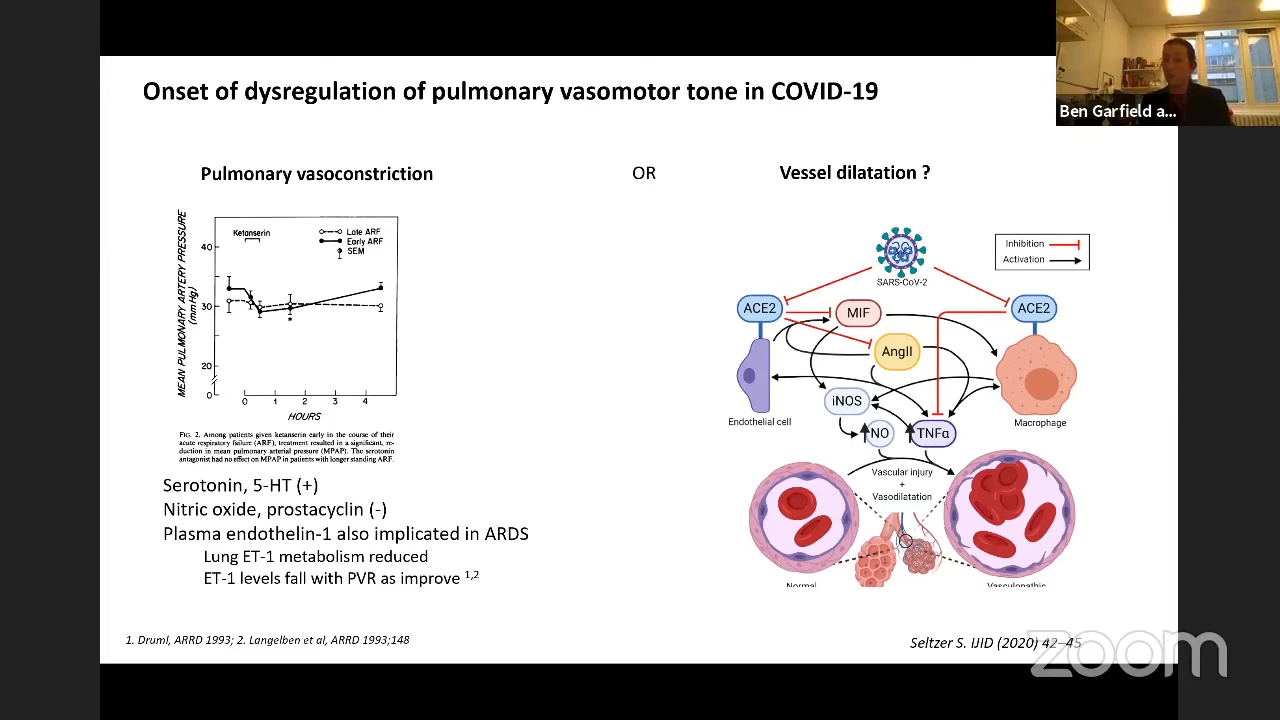 Onset of dysregulation of pulmonary vasomotor tone in COVID-19
Ben Garfield a...
Pulmonary vasoconstriction
OR
Vessel dilatation ?
MEAN PULMONARY ARTERY PRESSURE
(mm Hg)
40
30
20
0
Ketanserin
Late ARF
Early ARF
SEM
*
0 1 2 3 4
HOURS
FIG. 2. Among patients given ketanserin early in the course of their
acute respiratory failure (ARF), treatment resulted in a significant, re-
duction in mean pulmonary arterial pressure (MPAP). The serotonin
antagonist had no effect on MPAP in patients with longer standing ARF.
Serotonin, 5-HT (+)
Nitric oxide, prostacyclin (-)
Plasma endothelin-1 also implicated in ARDS
Lung ET-1 metabolism reduced
ET-1 levels fall with PVR as improve 1,2
1. Druml, ARRD 1993; 2. Langelben et al, ARRD 1993;148
SARS-CoV-2
Inhibition
Activation
ACE2
MIF
ACE2
AngII
iNOS
Endothelial cell
Macrophage
NO
TNFα
Vascular injury
+
Vasodilatation
Normal
Vasculopathic
Seltzer S. IJID (2020) 42–45
zoom